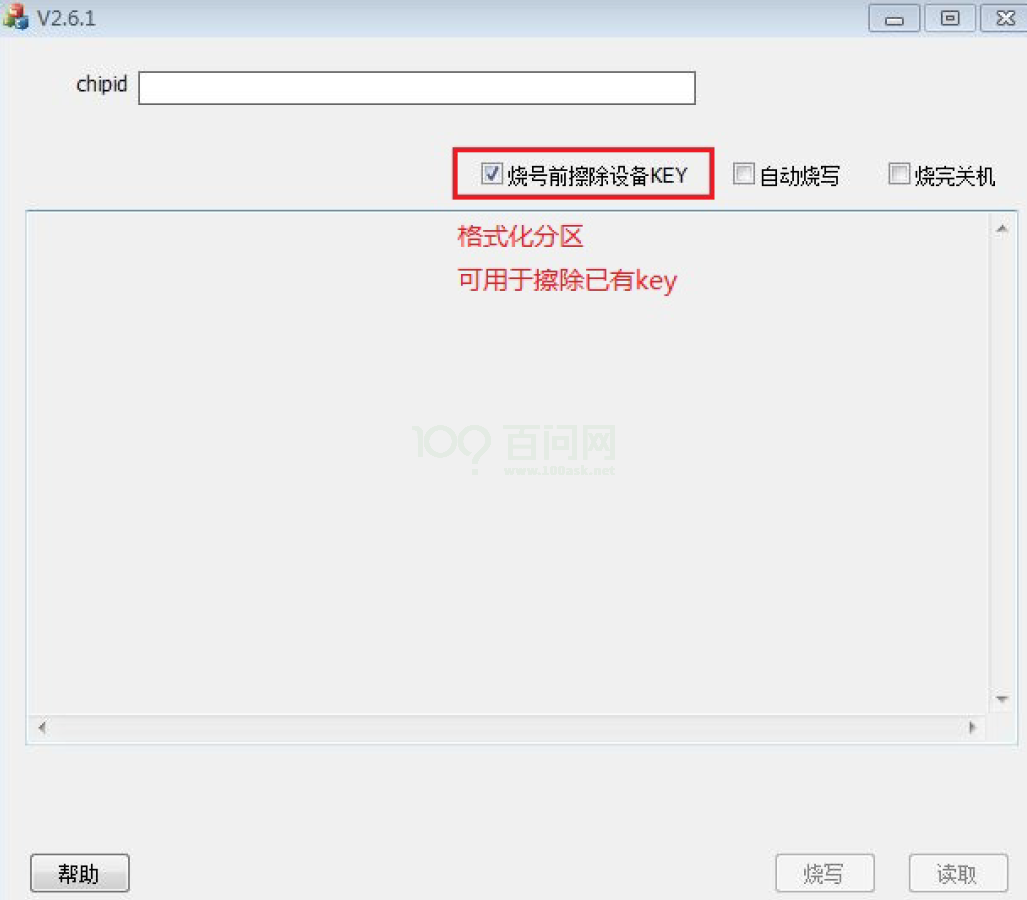 V2.6.1
chipid
烧号前擦除设备KEY 自动烧写 烧完关机
格式化分区
可用于擦除已有key
100? 百问网
www.100ask.net
帮助 烧写 读取